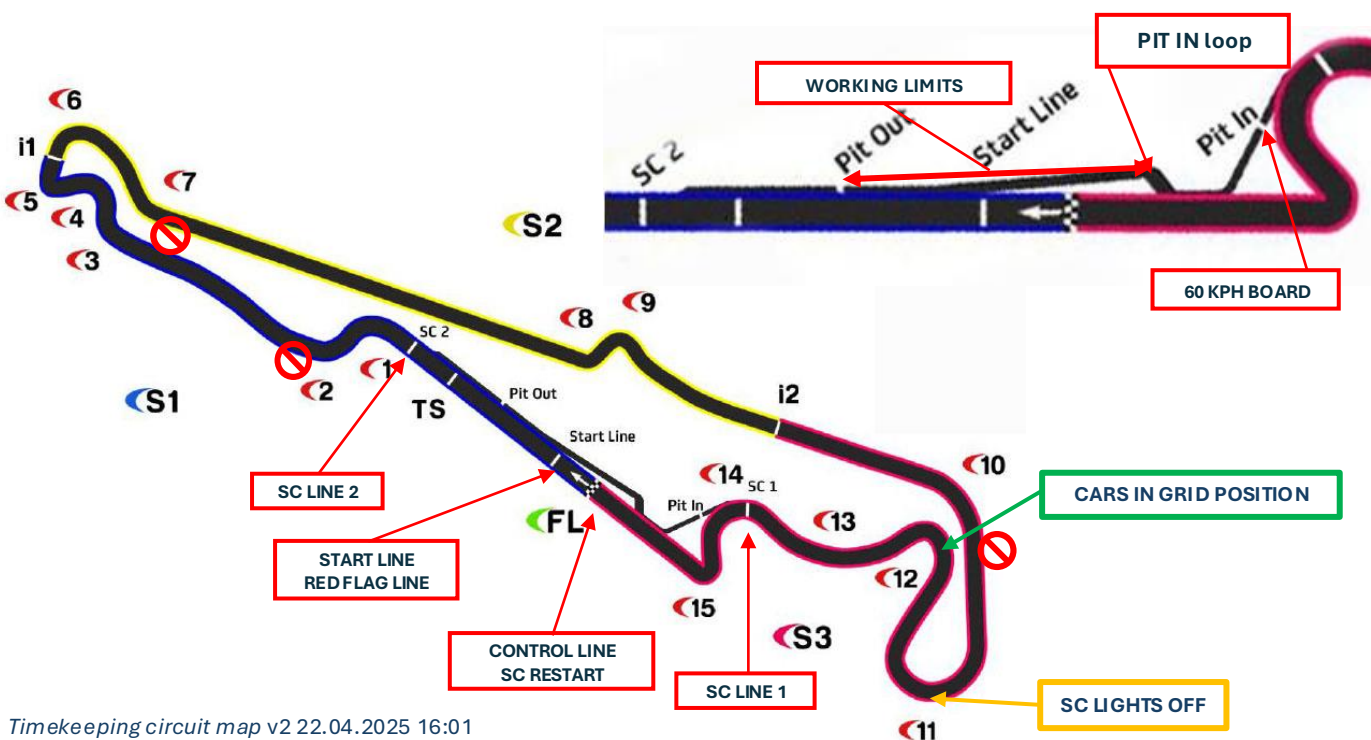 PIT IN loop
WORKING LIMITS
SC 2
Pit Out
Start Line
Pit In
60 KPH BOARD
6
i1
7
5
4
S2
3
9
8
SC 2
1
2
S1
TS
Pit Out
i2
Start Line
10
14
SC 1
SC LINE 2
CARS IN GRID POSITION
Pit In
13
FL
START LINE
RED FLAG LINE
12
15
S3
CONTROL LINE
SC RESTART
SC LINE 1
SC LIGHTS OFF
11
Timekeeping circuit map v2 22.04.2025 16:01